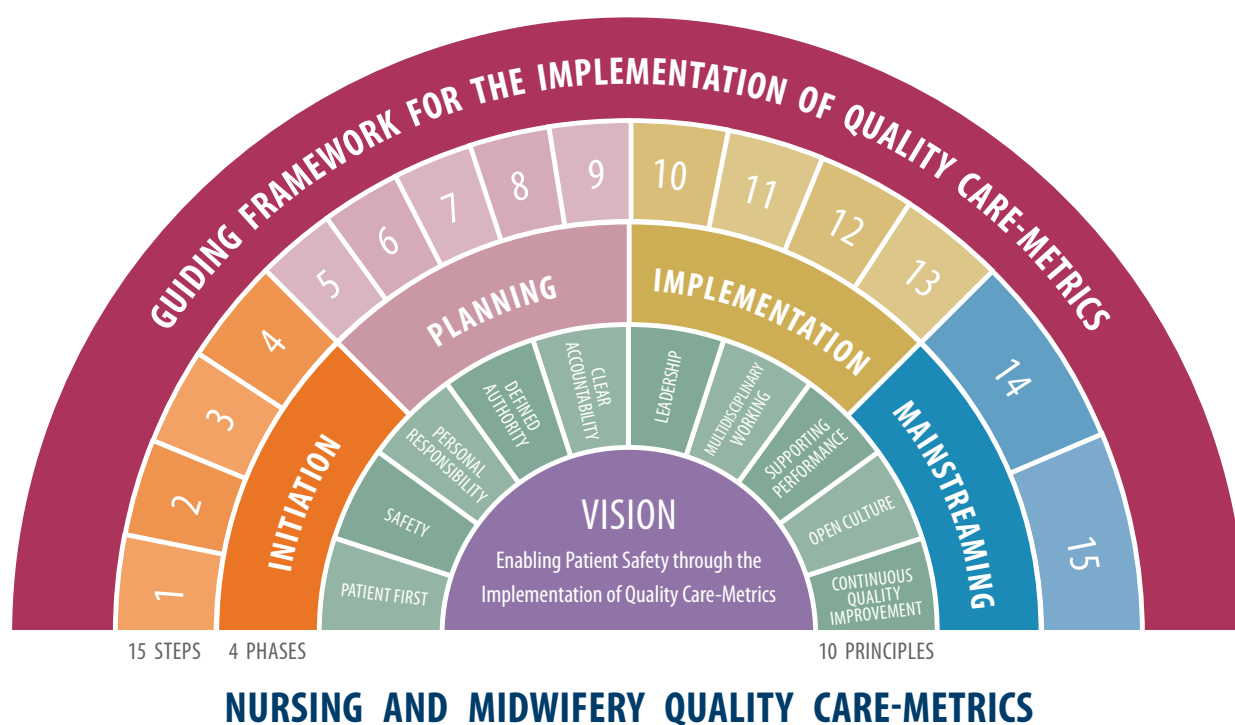 GUIDING FRAMEWORK FOR THE IMPLEMENTATION OF QUALITY CARE-METRICS
1
2
3
4
5
6
7
8
9
10
11
12
13
14
15
INITIATION
PLANNING
IMPLEMENTATION
MAINSTREAMING
PATIENT FIRST
SAFETY
PERSONAL
RESPONSIBILITY
DEFINED
AUTHORITY
CLEAR
ACCOUNTABILITY
LEADERSHIP
MULTIDISCIPLINARY
WORKING
SUPPORTING
PERFORMANCE
OPEN CULTURE
CONTINUOUS
QUALITY
IMPROVEMENT
VISION
Enabling Patient Safety through the
Implementation of Quality Care-Metrics
15 STEPS
4 PHASES
10 PRINCIPLES
NURSING AND MIDWIFERY QUALITY CARE-METRICS